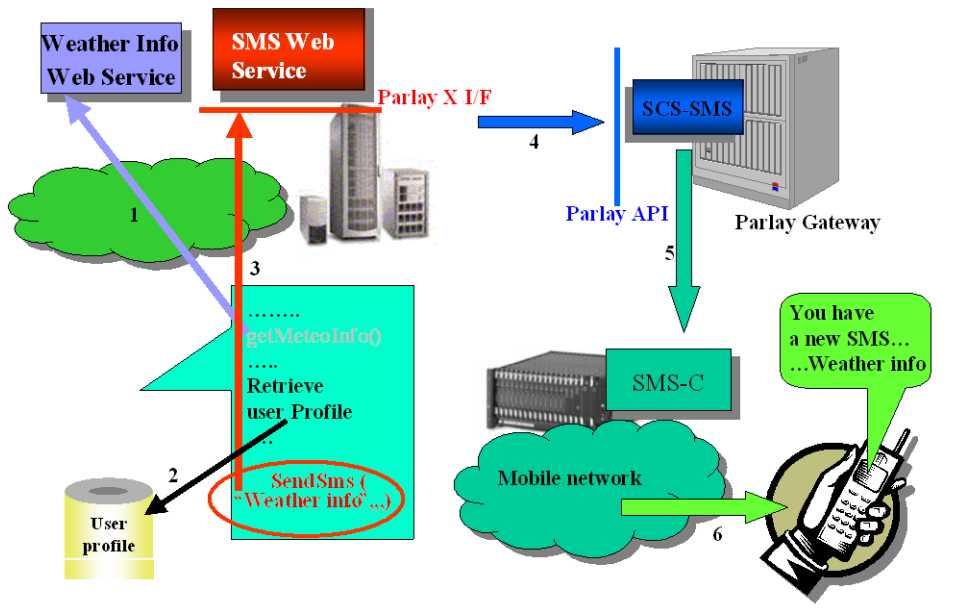 Weather Info
Web Service
SMS Web
Service
Parlay X I/F
SCS-SMS
4
Parlay API
Parlay Gateway
1
3
5
……..
getMeteoInfo()
…..
Retrieve
user Profile
….
SendSms (
“Weather info”,,,)
2
User
profile
SMS-C
Mobile network
You have
a new SMS…
…Weather info
6